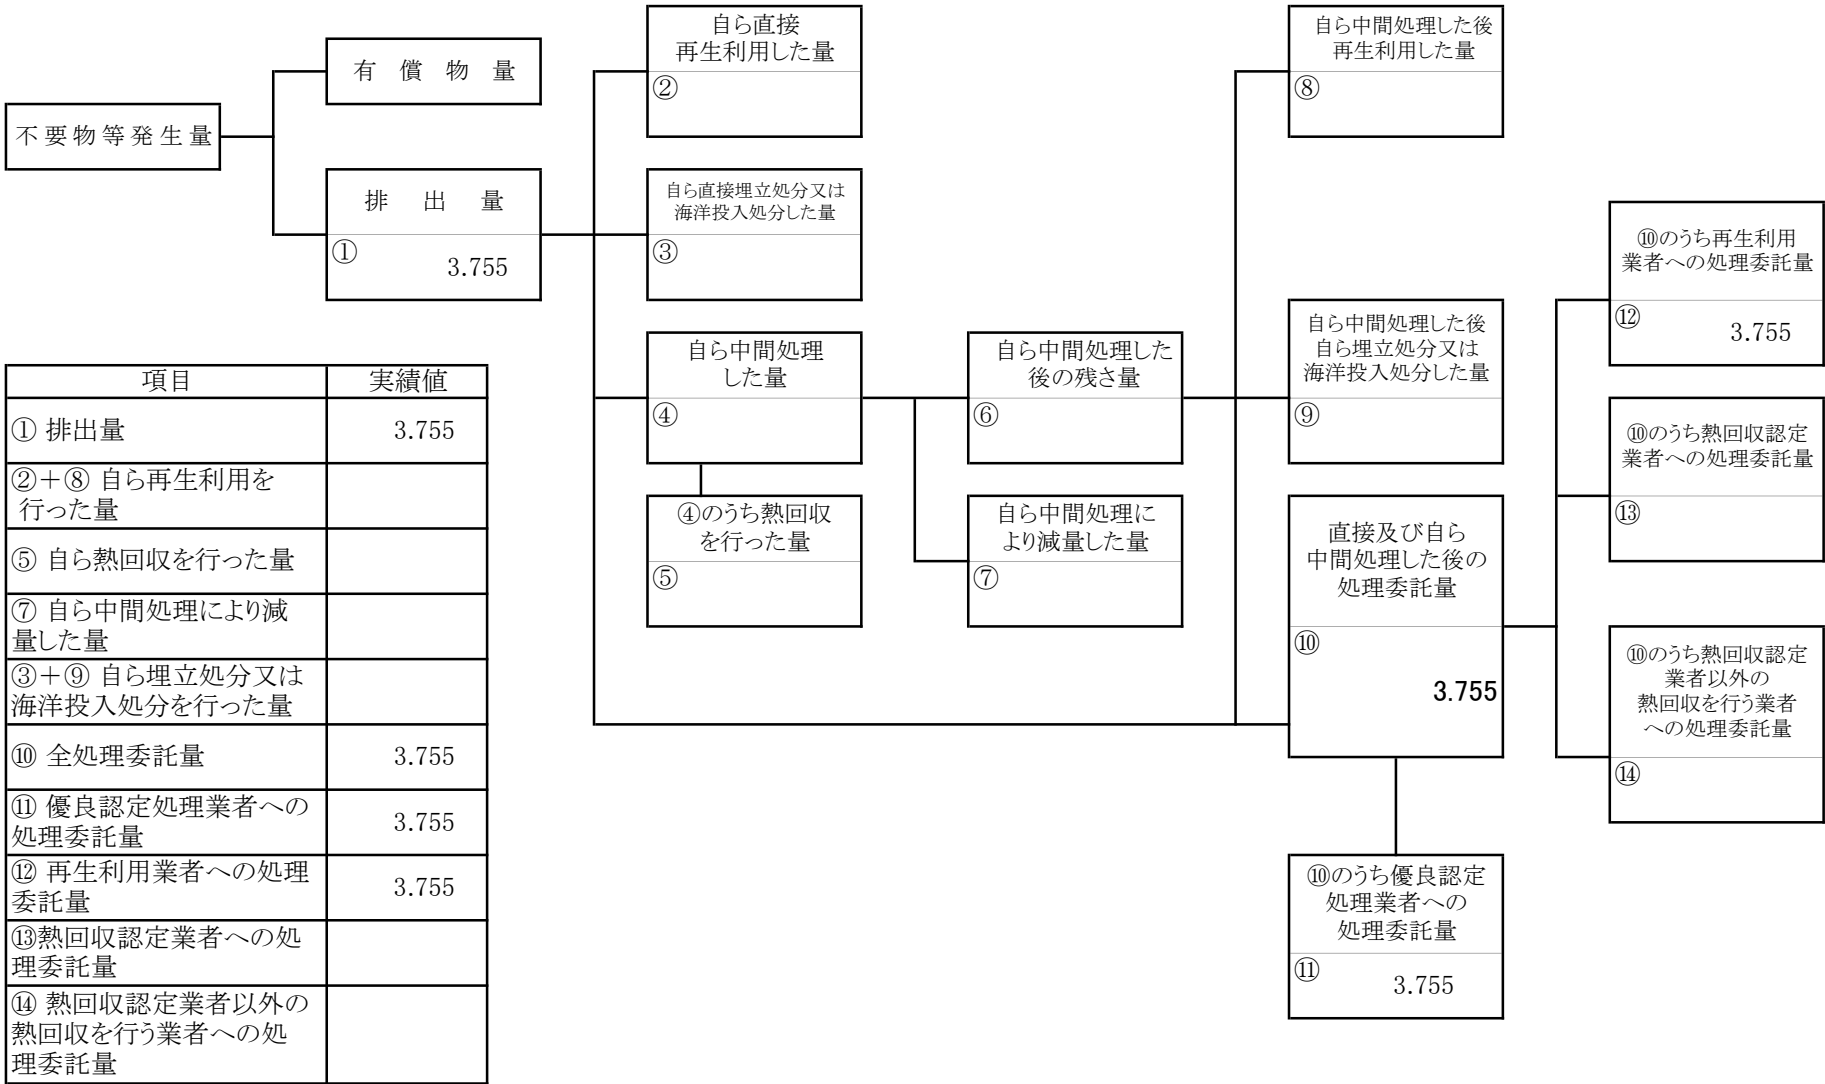 不要物等発生量
有償物量
排出量
①
3.755
自ら直接
再生利用した量
②
自ら直接埋立処分又は
海洋投入処分した量
③
自ら中間処理
した量
④
④のうち熱回収
を行った量
⑤
自ら中間処理した
後の残さ量
⑥
自ら中間処理に
より減量した量
⑦
自ら中間処理した後
再生利用した量
⑧
自ら中間処理した後
自ら埋立処分又は
海洋投入処分した量
⑨
直接及び自ら
中間処理した後の
処理委託量
⑩
3.755
⑩のうち優良認定
処理業者への
処理委託量
⑪
3.755
⑩のうち再生利用
業者への処理委託量
⑫
3.755
⑩のうち熱回収認定
業者への処理委託量
⑬
⑩のうち熱回収認定
業者以外の
熱回収を行う業者
への処理委託量
⑭
項目 実績値
① 排出量 3.755
②+⑧ 自ら再生利用を
行った量
⑤ 自ら熱回収を行った量
⑦ 自ら中間処理により減
量した量
③+⑨ 自ら埋立処分又は
海洋投入処分を行った量
⑩ 全処理委託量 3.755
⑪ 優良認定処理業者への
処理委託量 3.755
⑫ 再生利用業者への処理
委託量 3.755
⑬熱回収認定業者への処
理委託量
⑭ 熱回収認定業者以外の
熱回収を行う業者への処
理委託量